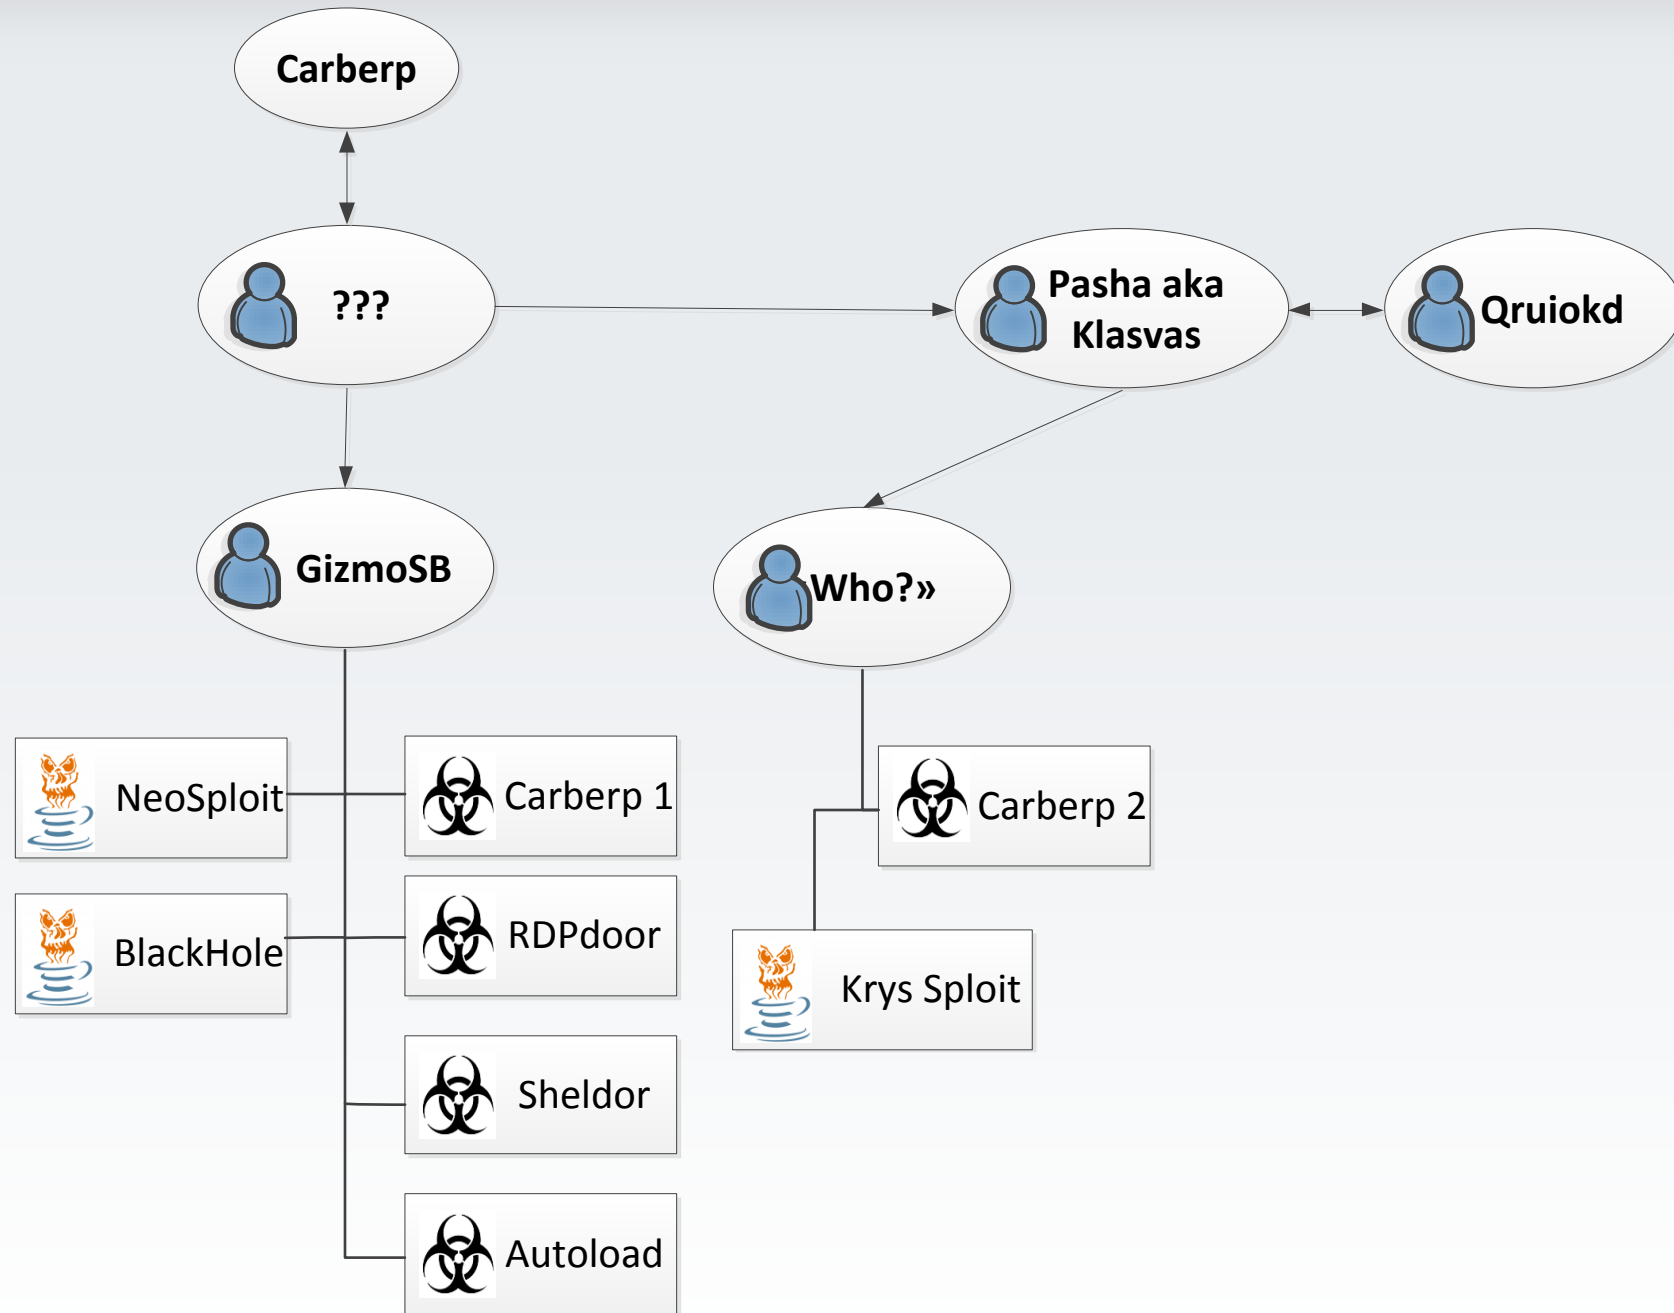 Carberp
???
Pasha aka
Klasvas
Qruiokd
GizmoSB
Who?»
NeoSploit
Carberp 1
Carberp 2
BlackHole
RDPdoor
Krys Sploit
Sheldor
Autoload